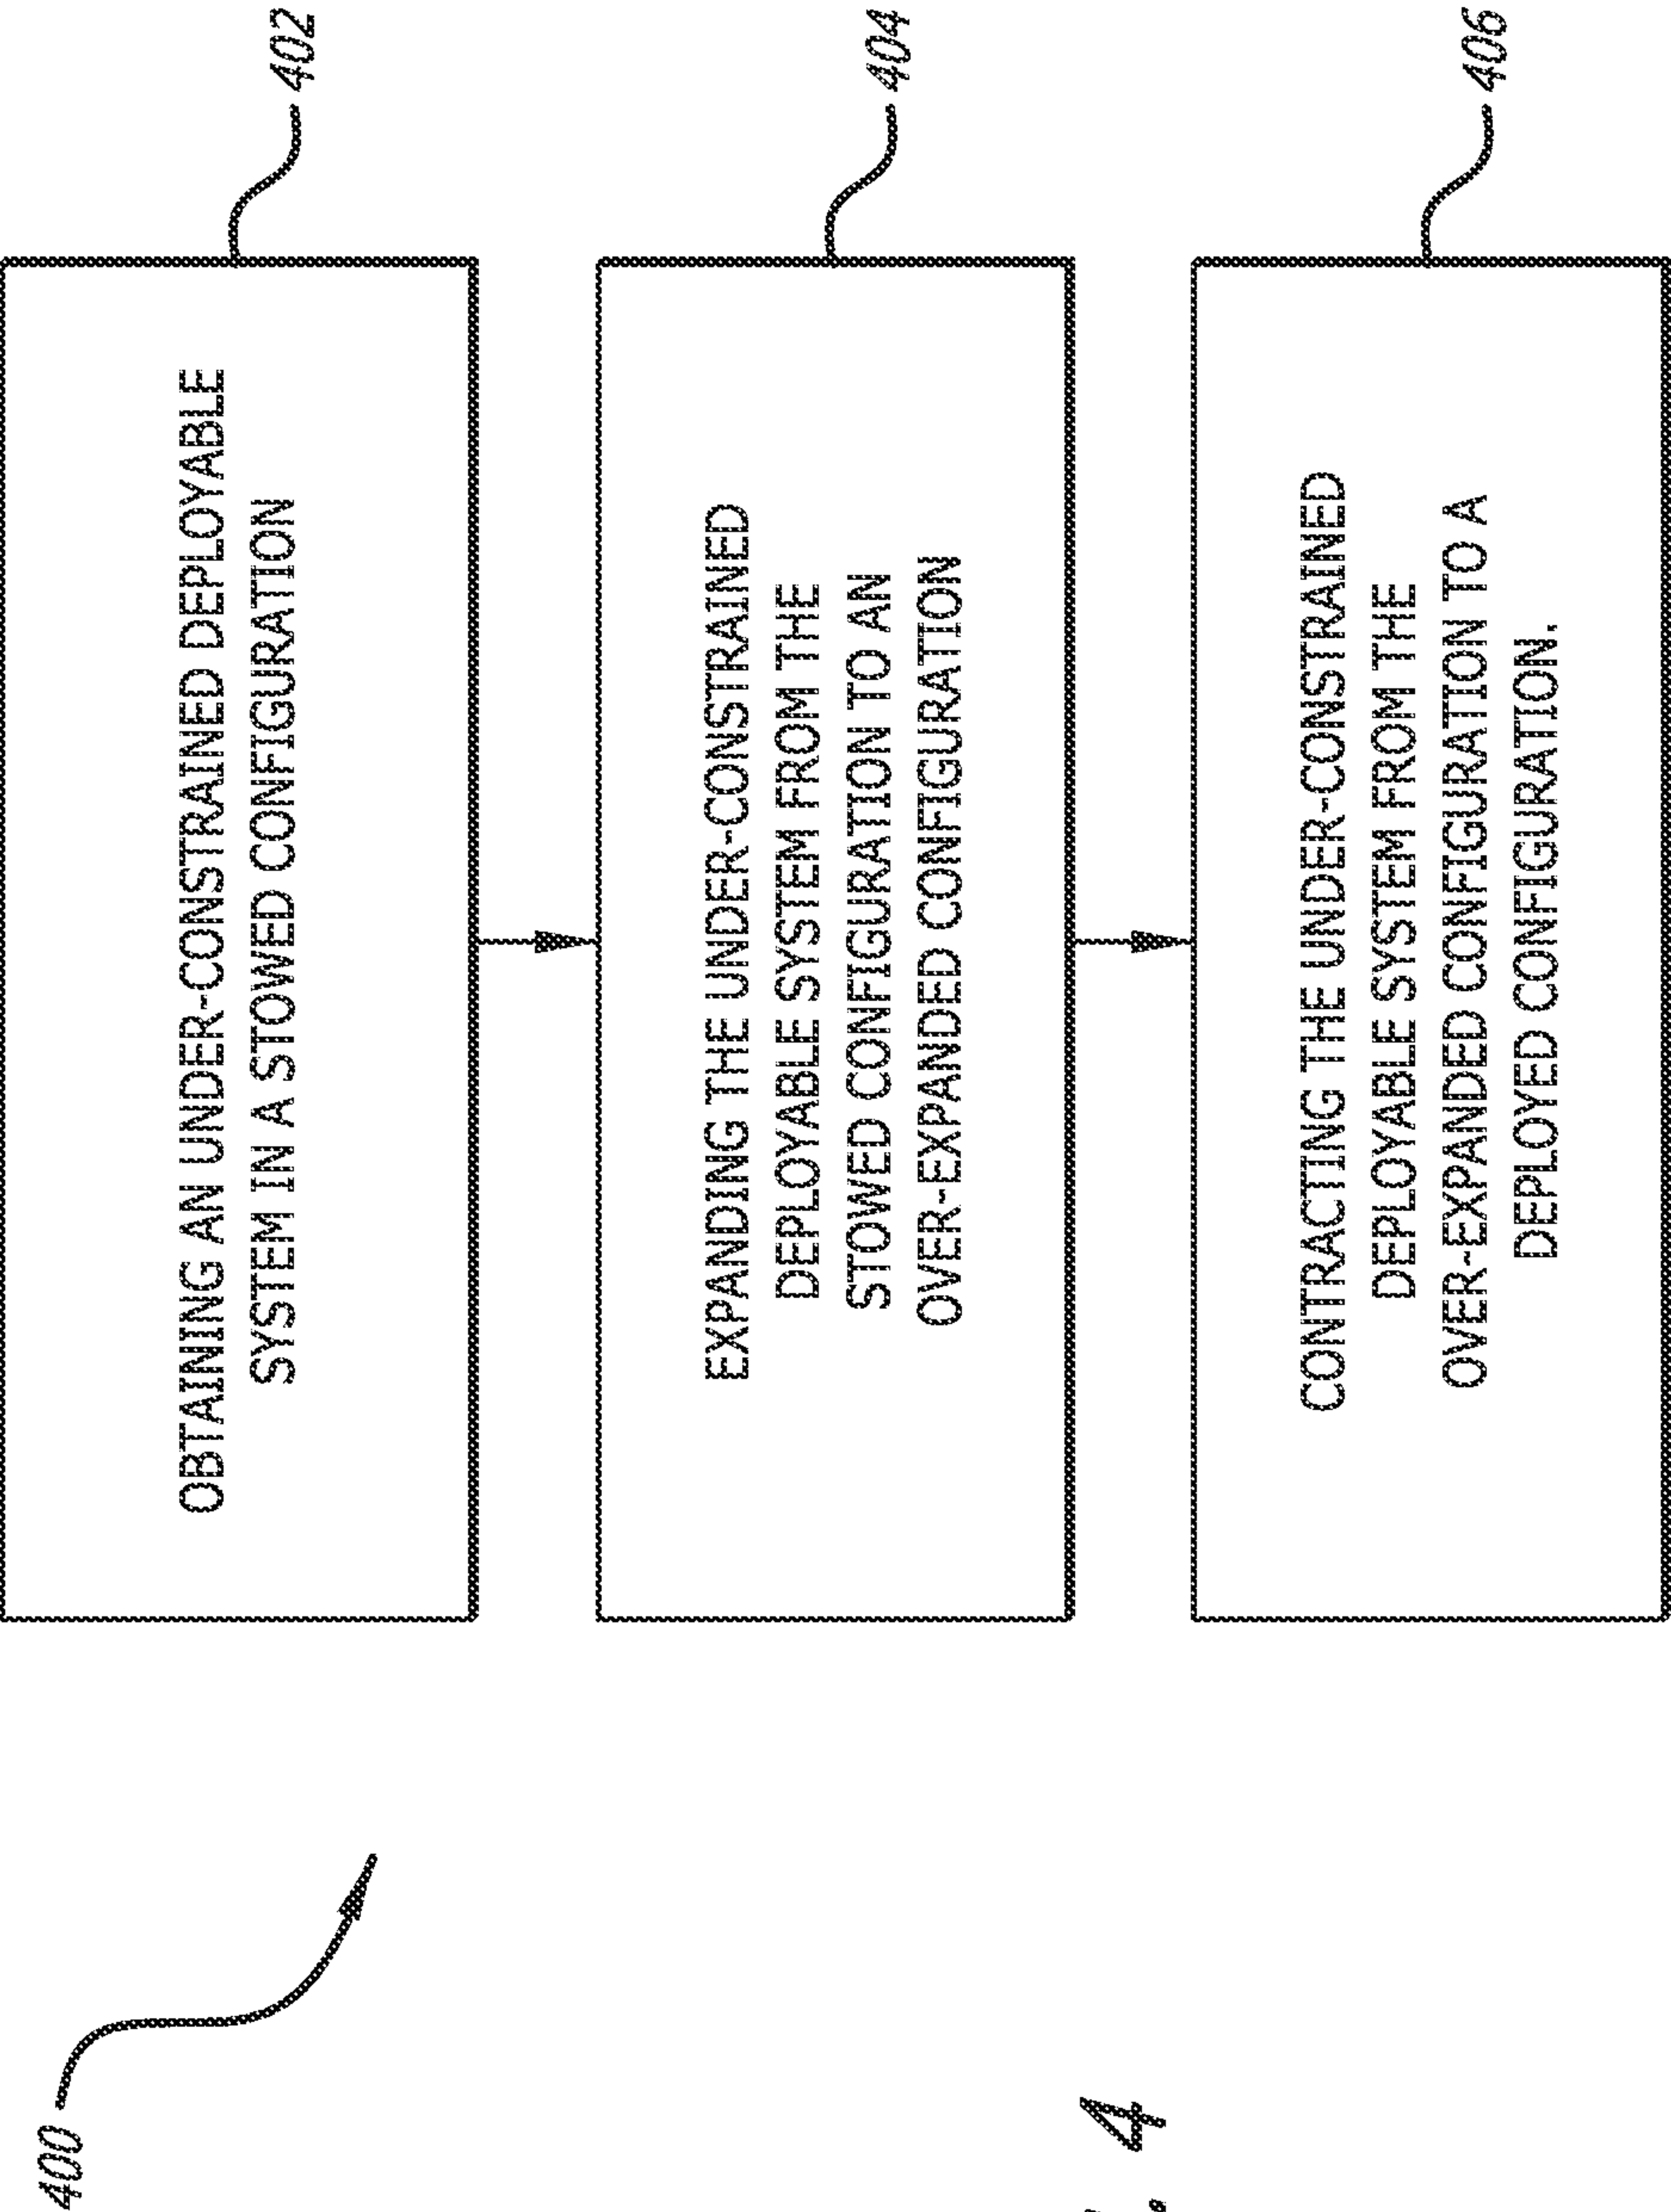 400
OBTAINING AN UNDER-CONSTRAINED DEPLOYABLE
SYSTEM IN A STOWED CONFIGURATION
402
EXPANDING THE UNDER-CONSTRAINED
DEPLOYABLE SYSTEM FROM THE
STOWED CONFIGURATION TO AN
OVER-EXPANDED CONFIGURATION
404
CONTRACTING THE UNDER-CONSTRAINED
DEPLOYABLE SYSTEM FROM THE
OVER-EXPANDED CONFIGURATION TO A
DEPLOYED CONFIGURATION.
406
4